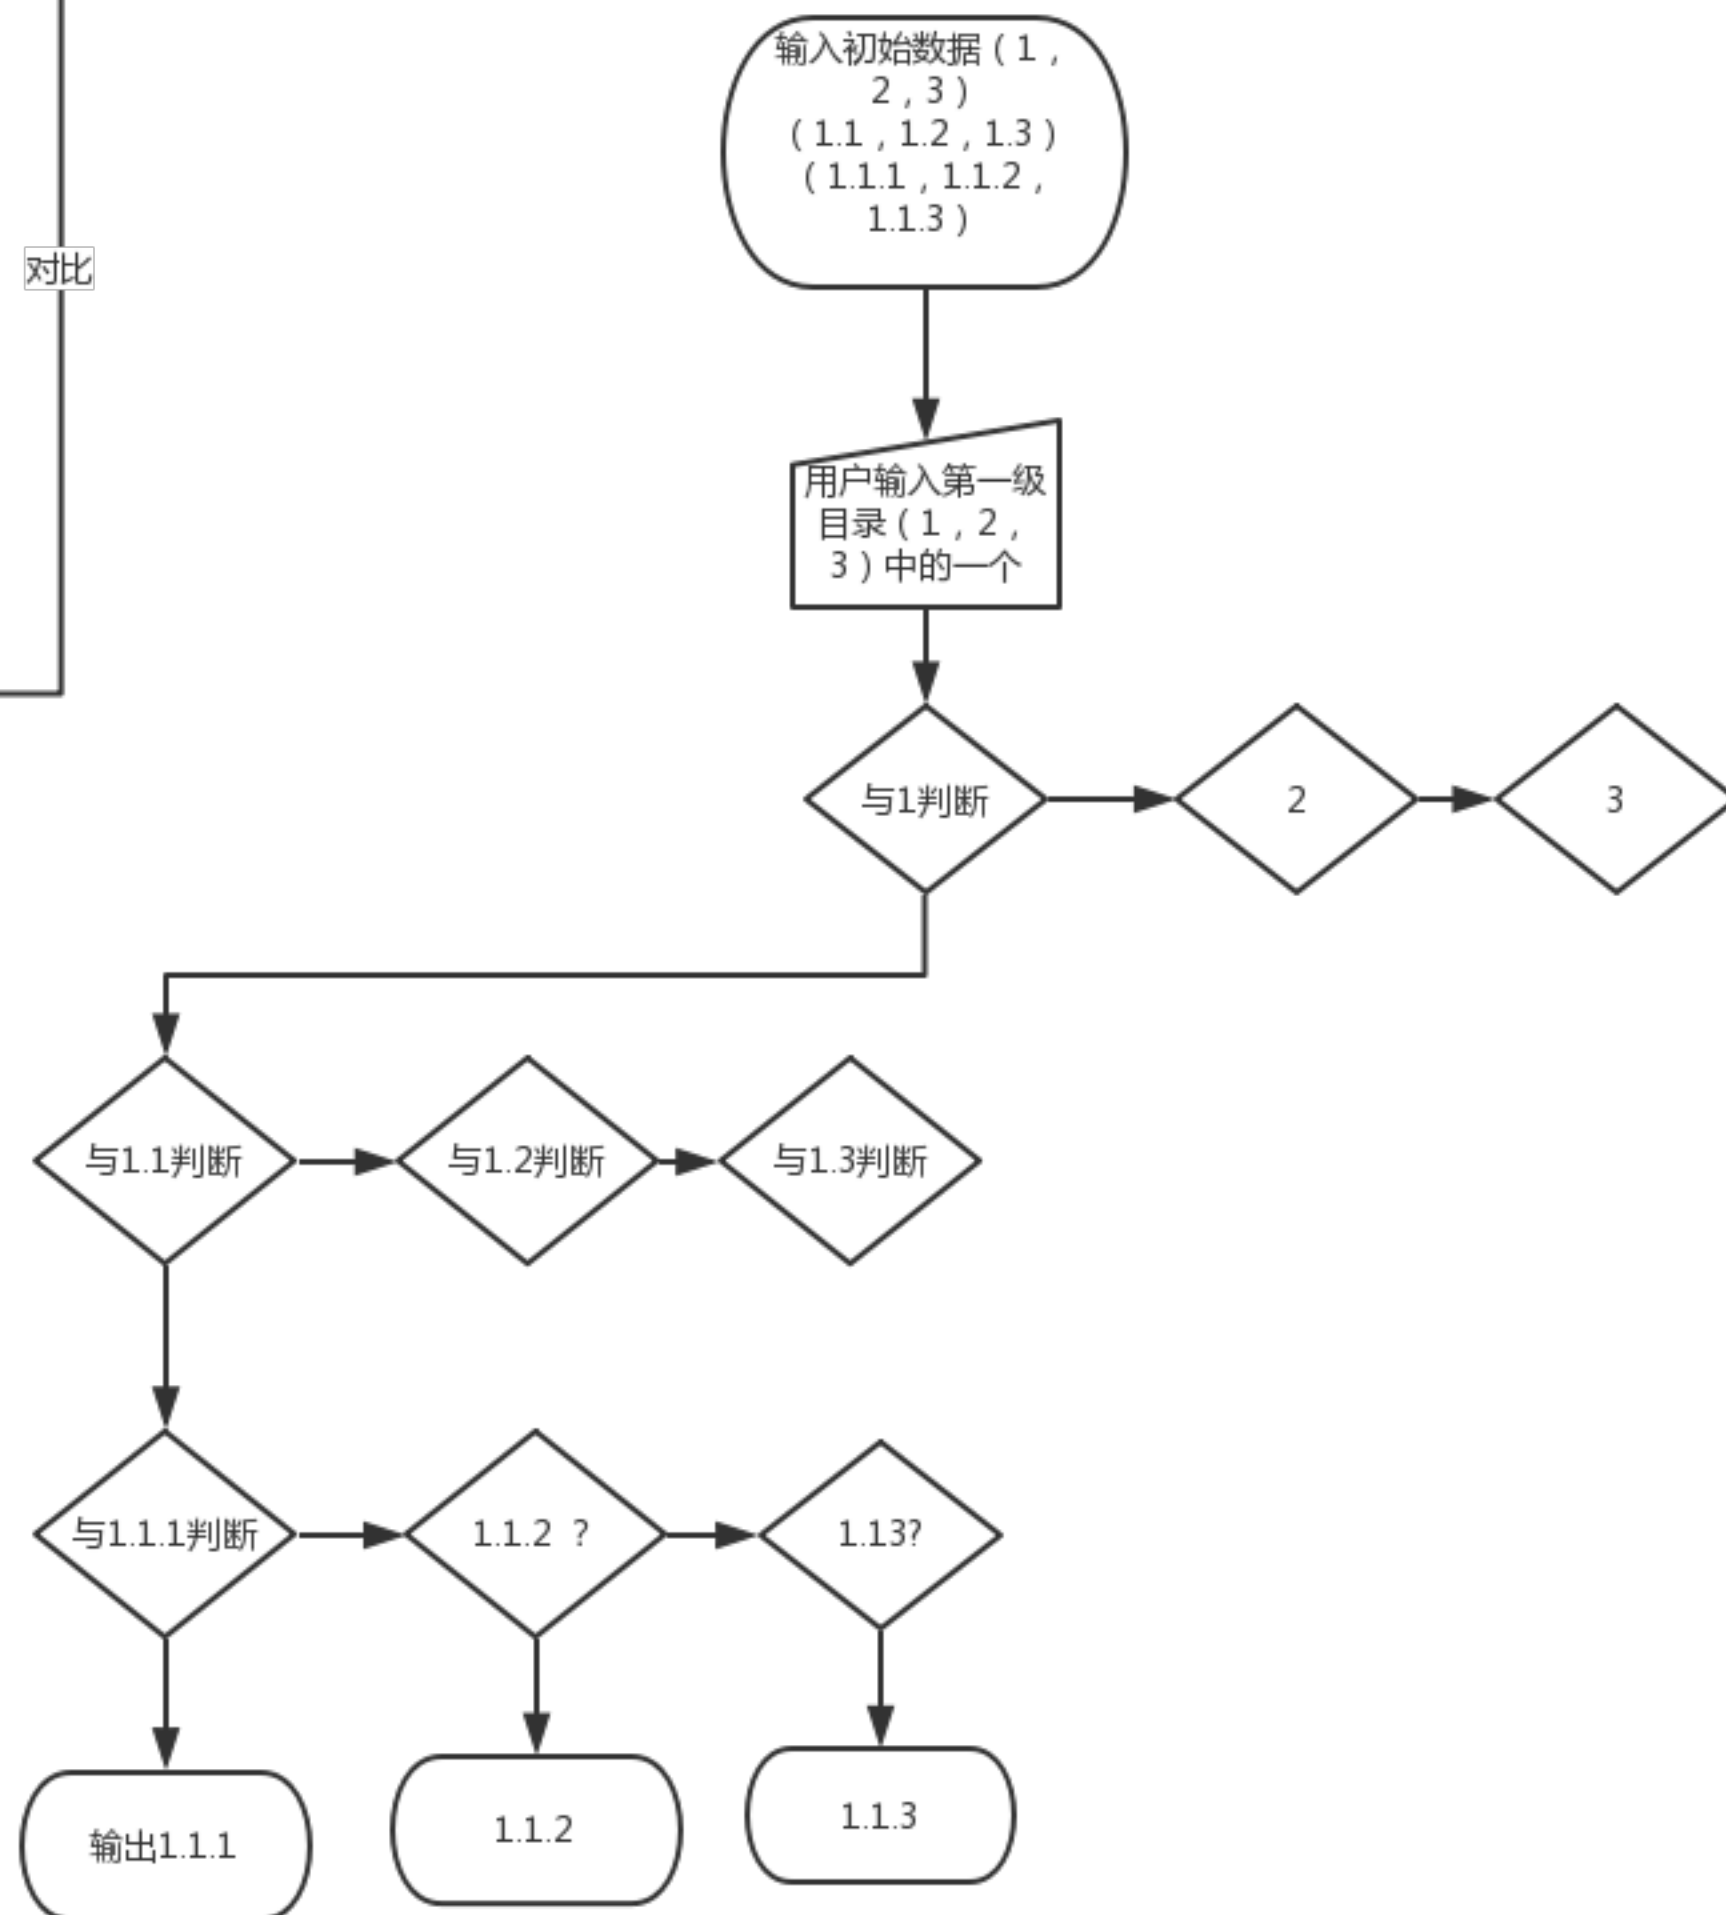 输入初始数据（1，
2，3）
（1.1，1.2，1.3）
（1.1.1，1.1.2，
1.1.3）
对比
用户输入第一级
目录（1，2，
3）中的一个
与1判断
2
3
与1.1判断
与1.2判断
与1.3判断
与1.1.1判断
1.1.2 ？
1.13?
输出1.1.1
1.1.2
1.1.3